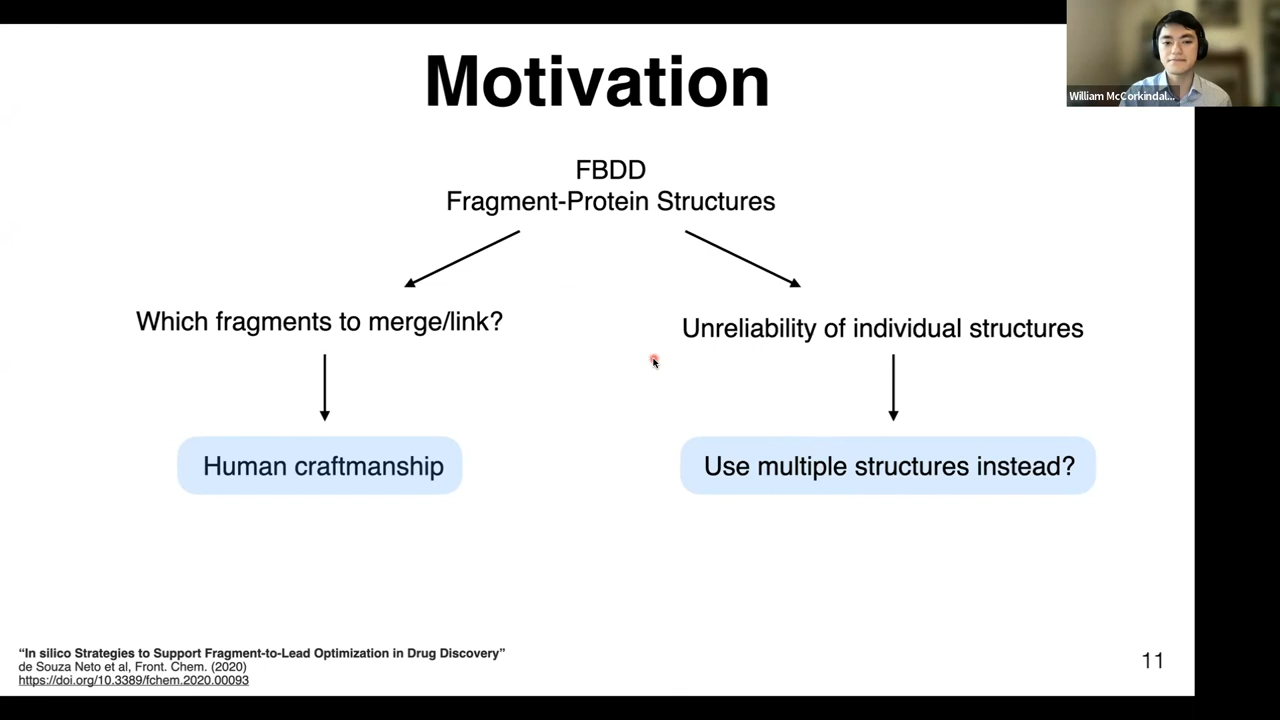 Motivation
William McCorkindal...
FBDD
Fragment-Protein Structures
Which fragments to merge/link?
Unreliability of individual structures
Human craftmanship
Use multiple structures instead?
“In silico Strategies to Support Fragment-to-Lead Optimization in Drug Discovery”
de Souza Neto et al, Front. Chem. (2020)
https://doi.org/10.3389/fchem.2020.00093
11